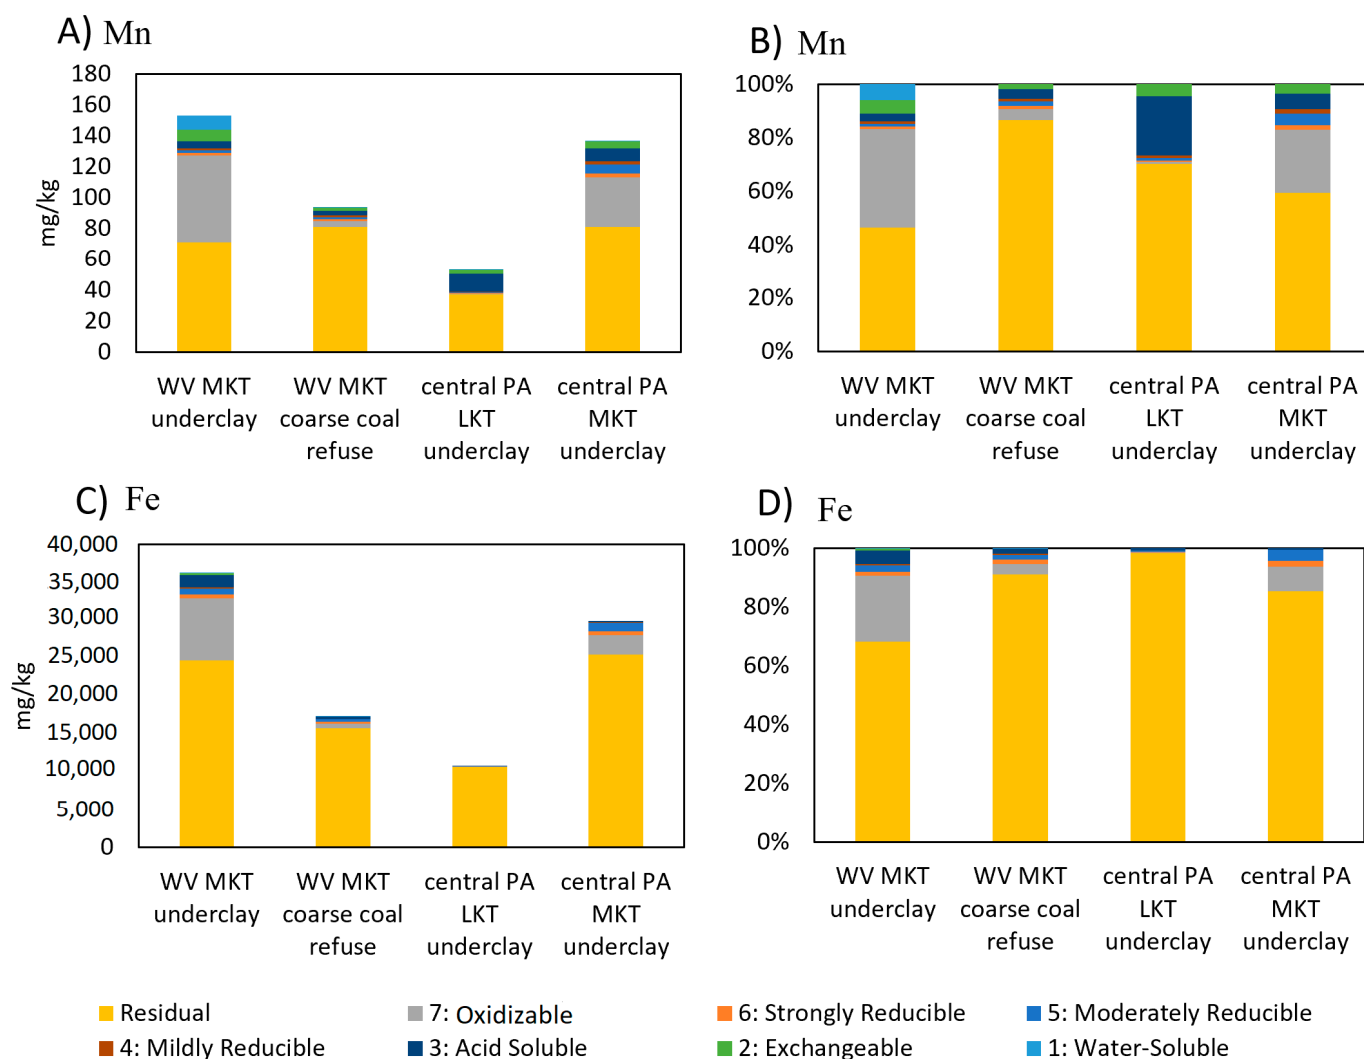 A) Mn
180
160
140
120
100
80
60
40
20
0
mg/kg
WV MKT
underclay
WV MKT
coarse coal
refuse
central PA
LKT
underclay
central PA
MKT
underclay
B) Mn
100%
80%
60%
40%
20%
0%
WV MKT
underclay
WV MKT
coarse coal
refuse
central PA
LKT
underclay
central PA
MKT
underclay
C) Fe
40,000
35,000
30,000
25,000
20,000
15,000
10,000
5,000
0
mg/kg
WV MKT
underclay
WV MKT
coarse coal
refuse
central PA
LKT
underclay
central PA
MKT
underclay
D) Fe
100%
80%
60%
40%
20%
0%
WV MKT
underclay
WV MKT
coarse coal
refuse
central PA
LKT
underclay
central PA
MKT
underclay
Residual
7: Oxidizable
6: Strongly Reducible
5: Moderately Reducible
4: Mildly Reducible
3: Acid Soluble
2: Exchangeable
1: Water-Soluble